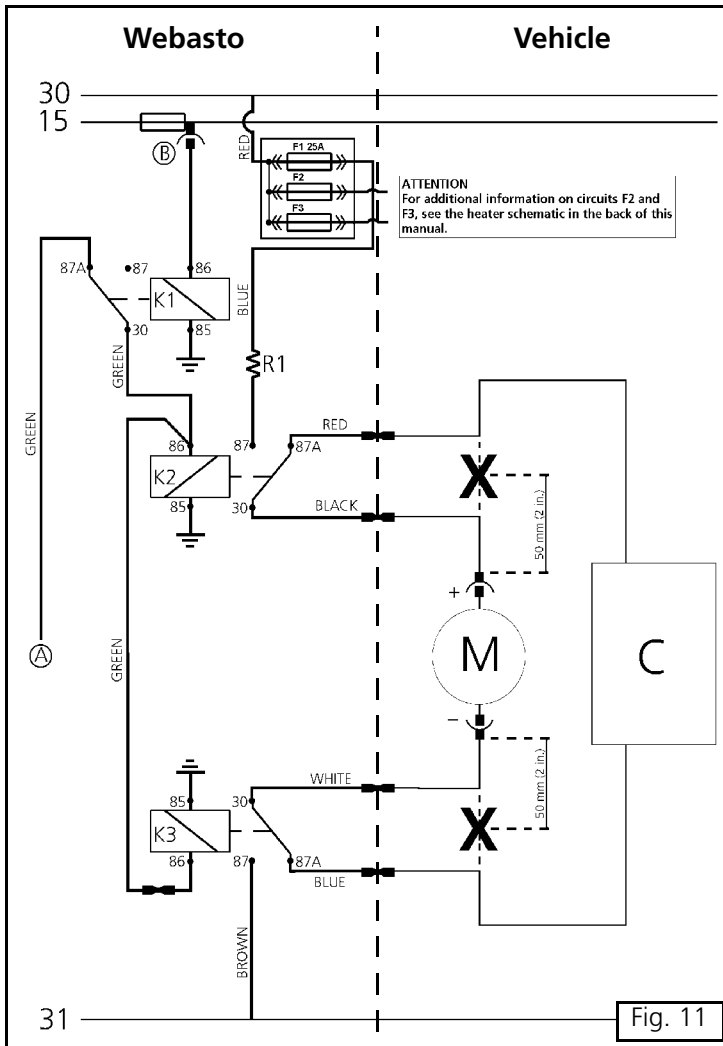 Webasto Vehicle
30
15
B
RED
F1 25A
F2
F3
ATTENTION
For additional information on circuits F2 and
F3, see the heater schematic in the back of this
manual.
87A 87 86
K1
30 85
BLUE
R1
GREEN
GREEN
86 87 87A
RED
K2
85 30
BLACK
50 mm (2 in.)
+
M
C
A
GREEN
–
WHITE
85 30
K3
86 87 87A
BLUE
50 mm (2 in.)
BROWN
31
Fig. 11